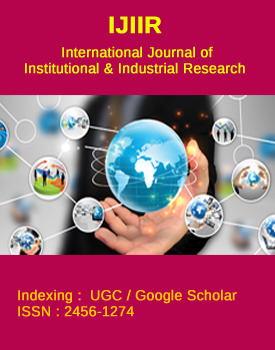 IJIIR
International Journal of
Institutional & Industrial Research
Indexing : UGC / Google Scholar
ISSN : 2456-1274